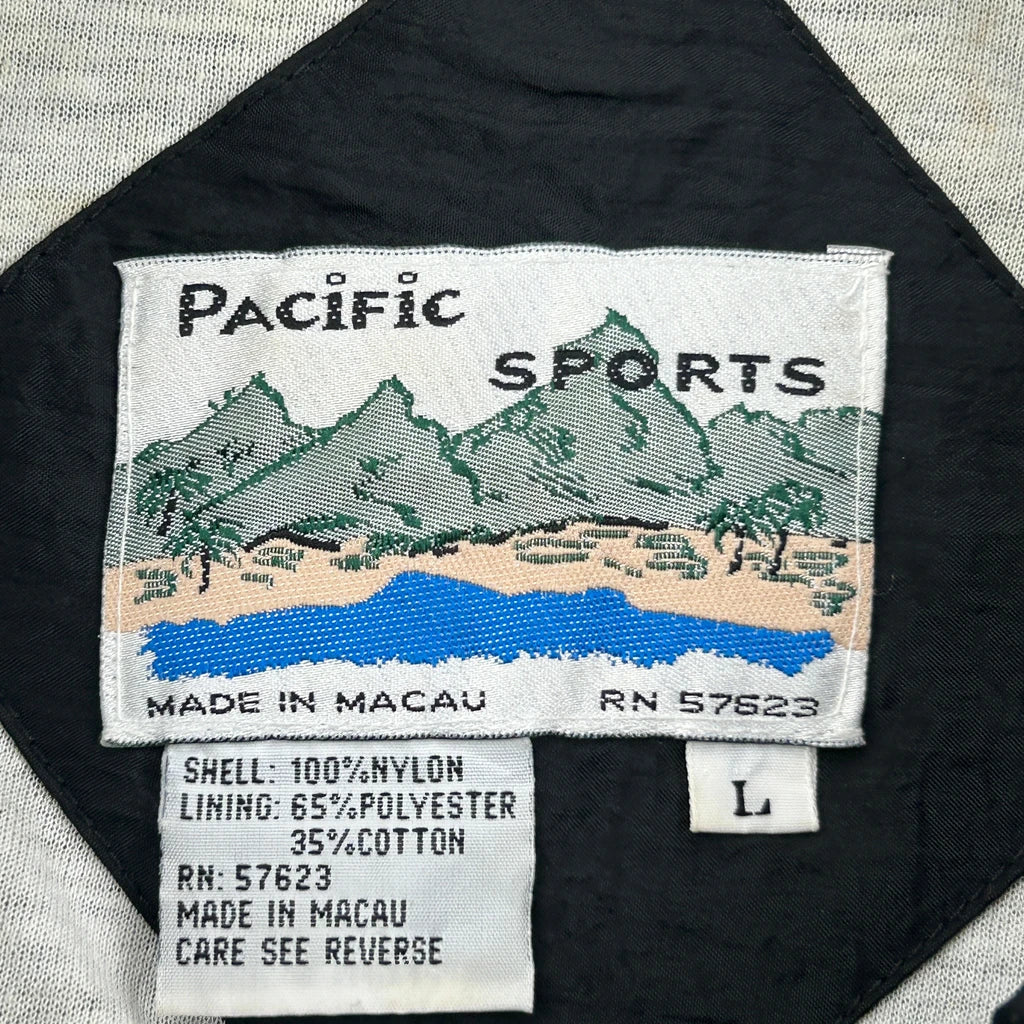 PACiFiC
SPORTS
MADE IN MACAU RN 57623
SHELL: 100%NYLON
LINING: 65%POLYESTER
35%COTTON
RN: 57623
MADE IN MACAU
CARE SEE REVERSE
L